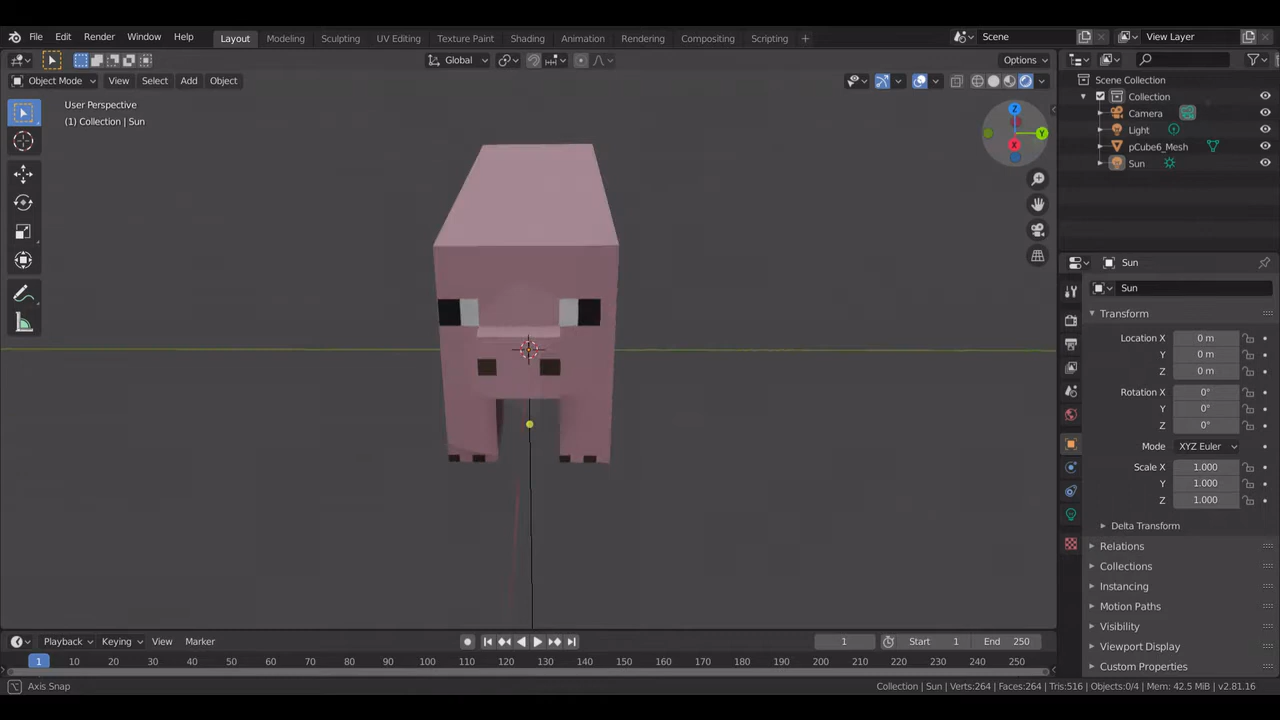 File Edit Render Window Help Layout Modeling Sculpting UV Editing Texture Paint Shading Animation Rendering Compositing Scripting + Scene View Layer
Global Options
Object Mode View Select Add Object
User Perspective
(1) Collection | Sun
Z
Y
X
Scene Collection
Collection
Camera
Light
pCube6_Mesh
Sun
Sun
Sun
Transform
Location X 0 m
Y 0 m
Z 0 m
Rotation X 0°
Y 0°
Z 0°
Mode XYZ Euler
Scale X 1.000
Y 1.000
Z 1.000
Delta Transform
Relations
Collections
Instancing
Motion Paths
Visibility
Viewport Display
Custom Properties
Playback Keying View Marker 1 Start 1 End 250
1 10 20 30 40 50 60 70 80 90 100 110 120 130 140 150 160 170 180 190 200 210 220 230 240 250
Axis Snap Collection | Sun | Verts:264 | Faces:264 | Tris:516 | Objects:0/4 | Mem: 42.5 MiB | v2.81.16